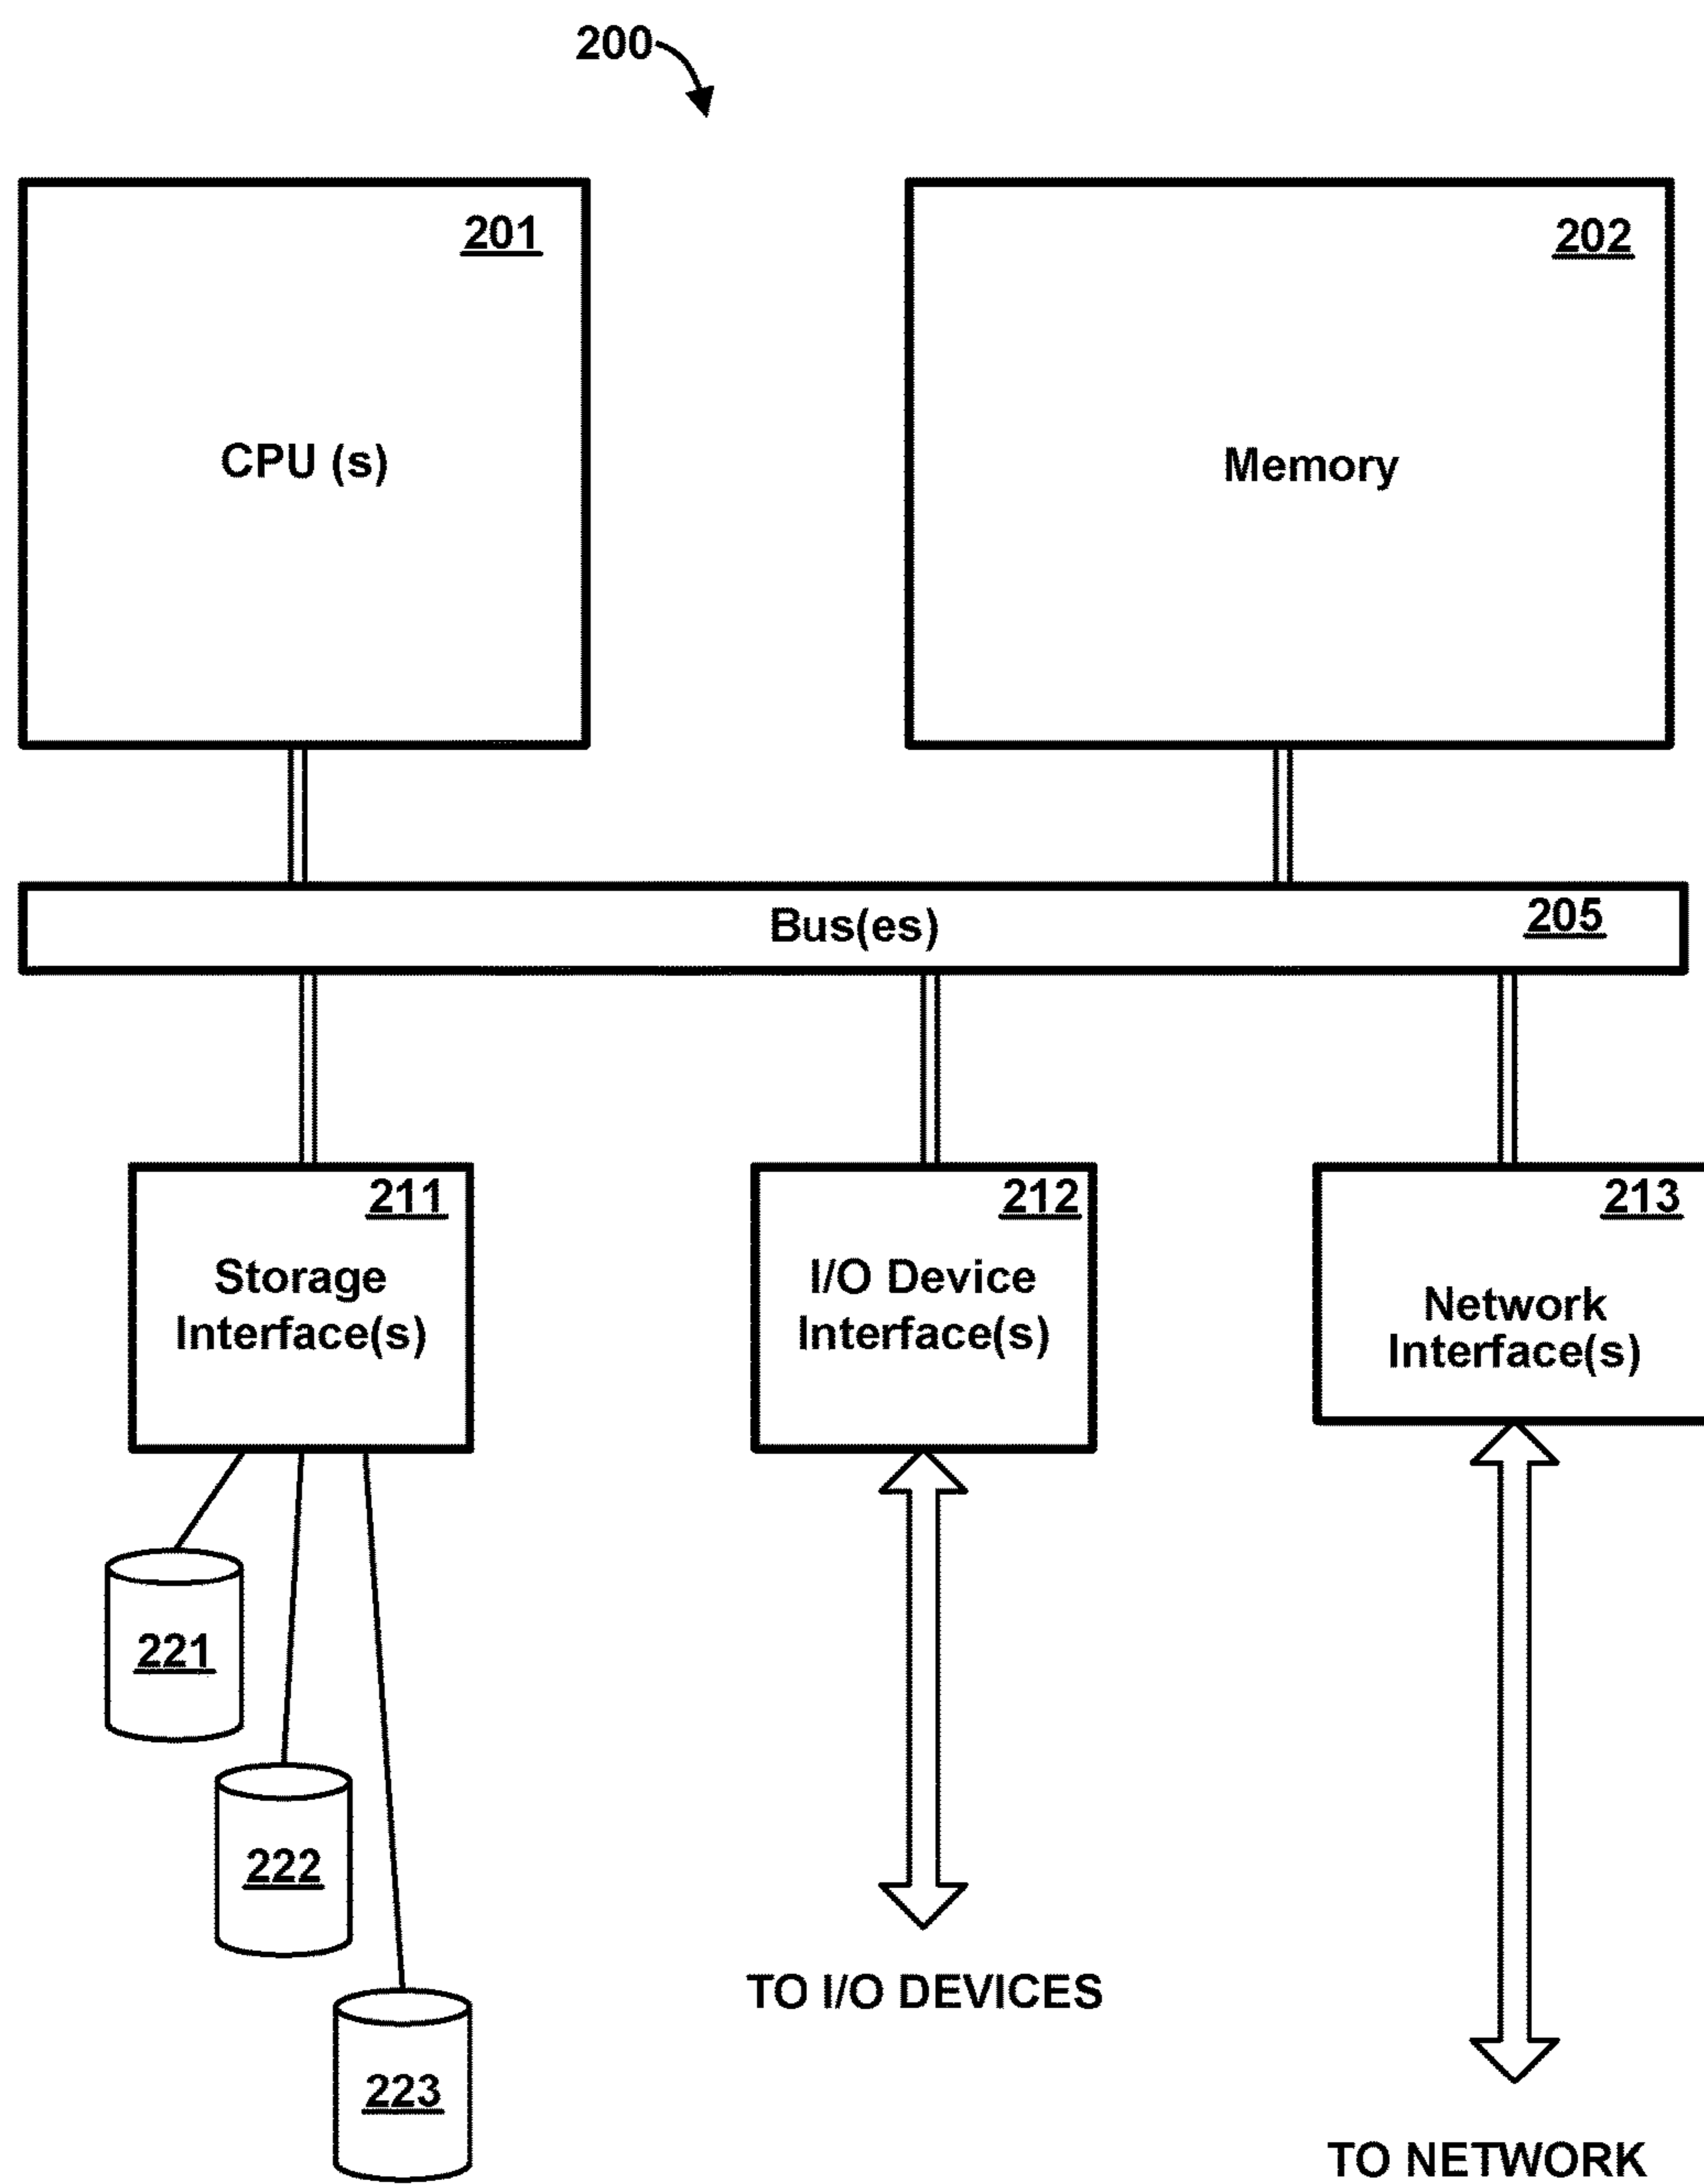 200
201
CPU (s)
202
Memory
Bus(es)
205
211
Storage
Interface(s)
212
I/O Device
Interface(s)
213
Network
Interface(s)
221
222
223
TO I/O DEVICES
TO NETWORK